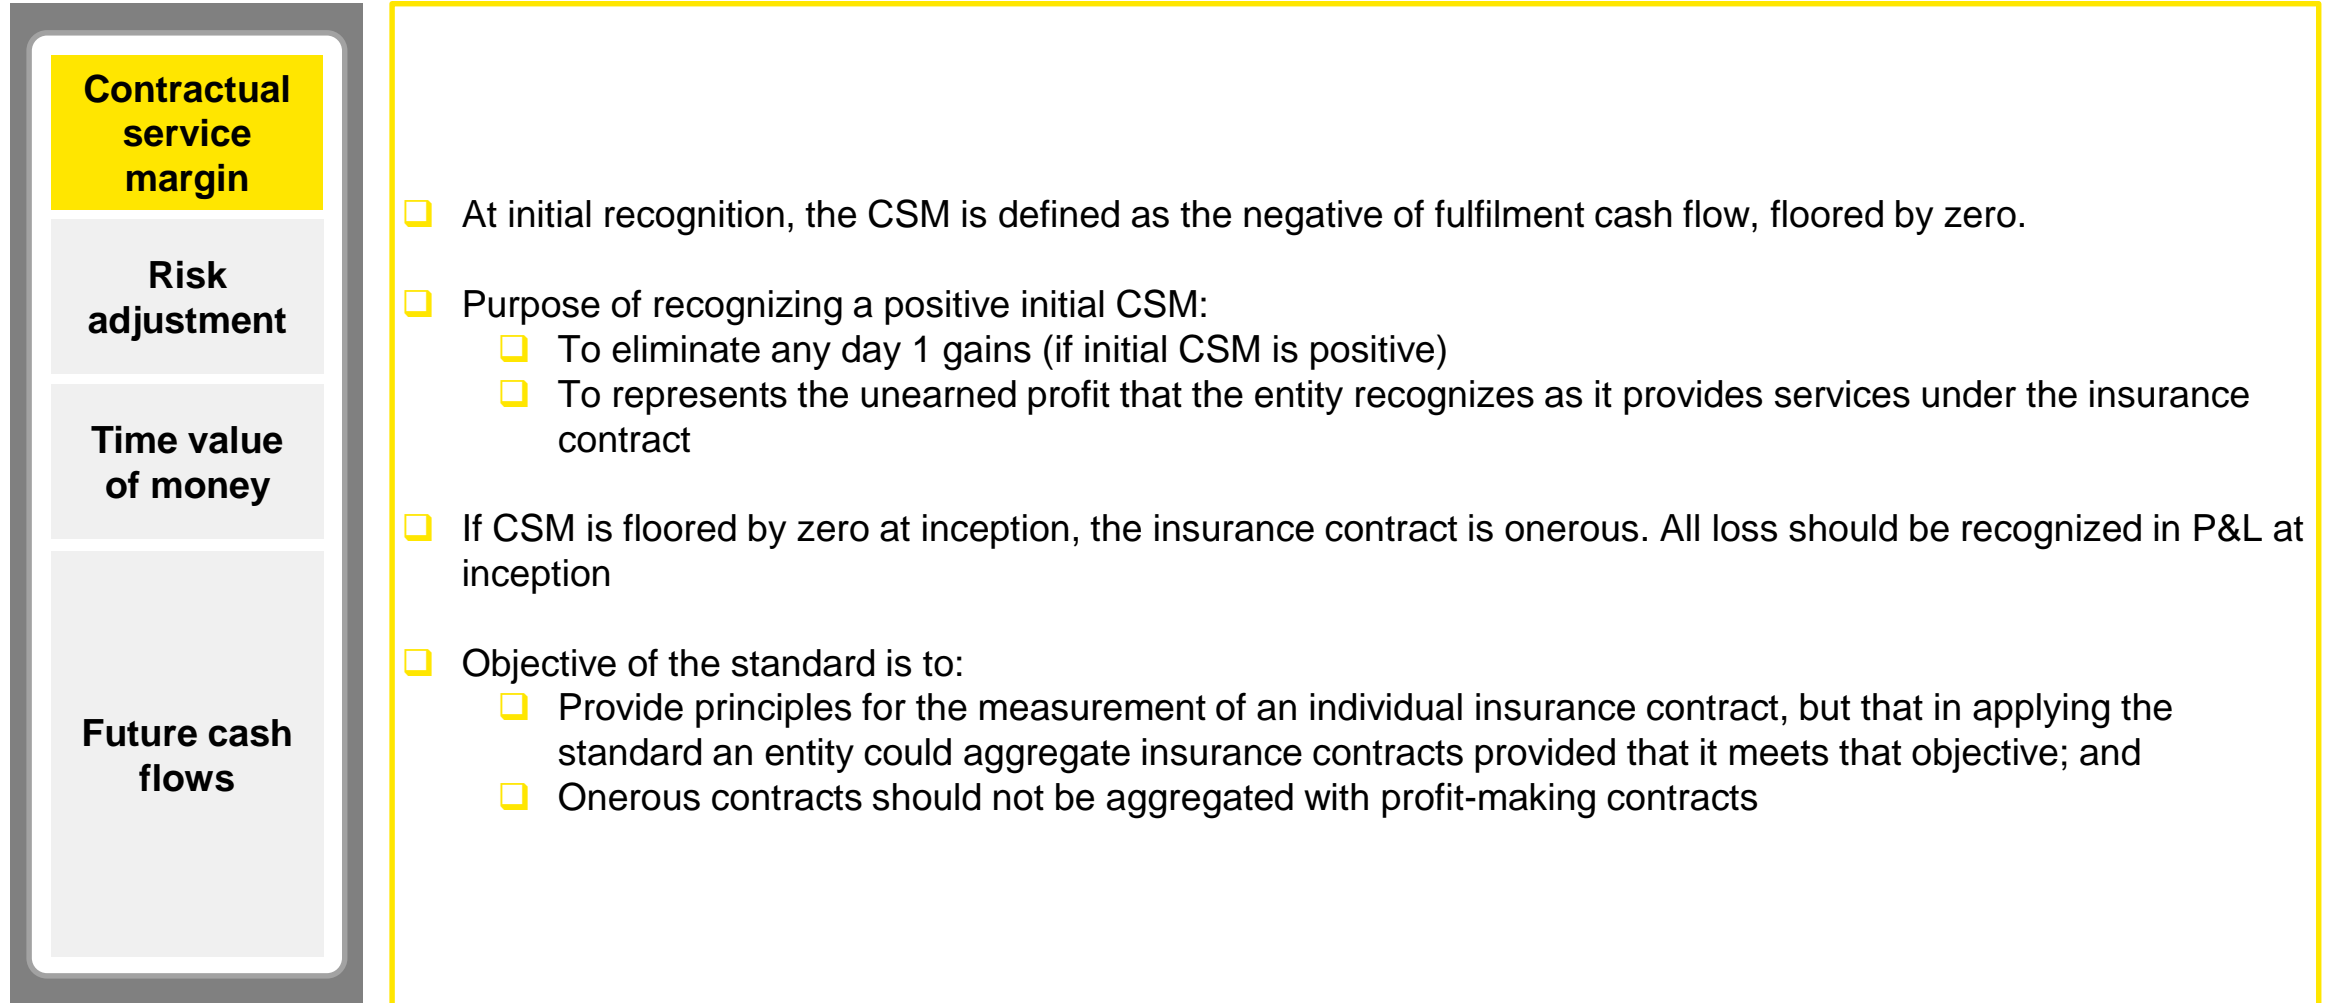 Contractual
service
margin
Risk
adjustment
Time value
of money
Future cash
flows
At initial recognition, the CSM is defined as the negative of fulfilment cash flow, floored by zero.
Purpose of recognizing a positive initial CSM:
To eliminate any day 1 gains (if initial CSM is positive)
To represents the unearned profit that the entity recognizes as it provides services under the insurance
contract
If CSM is floored by zero at inception, the insurance contract is onerous. All loss should be recognized in P&L at
inception
Objective of the standard is to:
Provide principles for the measurement of an individual insurance contract, but that in applying the
standard an entity could aggregate insurance contracts provided that it meets that objective; and
Onerous contracts should not be aggregated with profit-making contracts